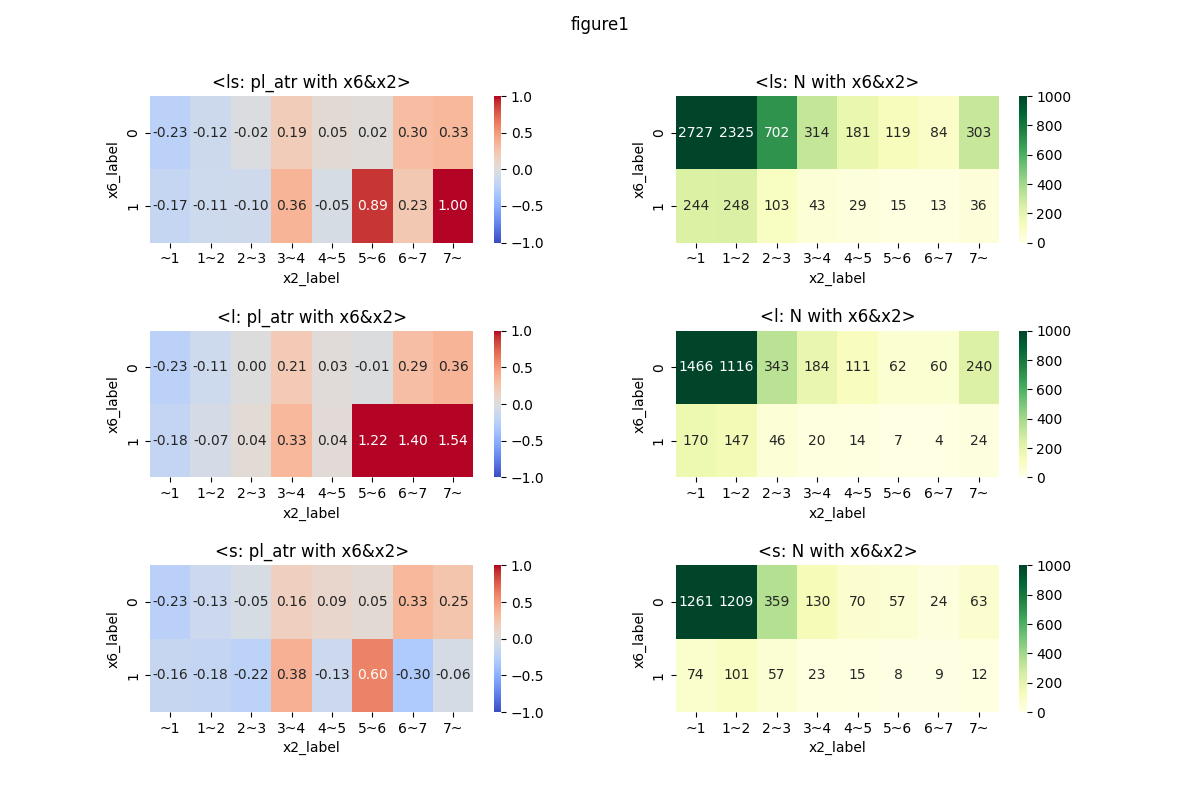 figure1
<ls: pl_atr with x6&x2>
x6_label
0 -0.23 -0.12 -0.02 0.19 0.05 0.02 0.30 0.33
1 -0.17 -0.11 -0.10 0.36 -0.05 0.89 0.23 1.00
~1 1~2 2~3 3~4 4~5 5~6 6~7 7~
x2_label
1.0
0.5
0.0
−0.5
−1.0
<ls: N with x6&x2>
x6_label
0 2727 2325 702 314 181 119 84 303
1 244 248 103 43 29 15 13 36
~1 1~2 2~3 3~4 4~5 5~6 6~7 7~
x2_label
1000
800
600
400
200
0
<l: pl_atr with x6&x2>
x6_label
0 -0.23 -0.11 0.00 0.21 0.03 -0.01 0.29 0.36
1 -0.18 -0.07 0.04 0.33 0.04 1.22 1.40 1.54
~1 1~2 2~3 3~4 4~5 5~6 6~7 7~
x2_label
1.0
0.5
0.0
−0.5
−1.0
<l: N with x6&x2>
x6_label
0 1466 1116 343 184 111 62 60 240
1 170 147 46 20 14 7 4 24
~1 1~2 2~3 3~4 4~5 5~6 6~7 7~
x2_label
1000
800
600
400
200
0
<s: pl_atr with x6&x2>
x6_label
0 -0.23 -0.13 -0.05 0.16 0.09 0.05 0.33 0.25
1 -0.16 -0.18 -0.22 0.38 -0.13 0.60 -0.30 -0.06
~1 1~2 2~3 3~4 4~5 5~6 6~7 7~
x2_label
1.0
0.5
0.0
−0.5
−1.0
<s: N with x6&x2>
x6_label
0 1261 1209 359 130 70 57 24 63
1 74 101 57 23 15 8 9 12
~1 1~2 2~3 3~4 4~5 5~6 6~7 7~
x2_label
1000
800
600
400
200
0